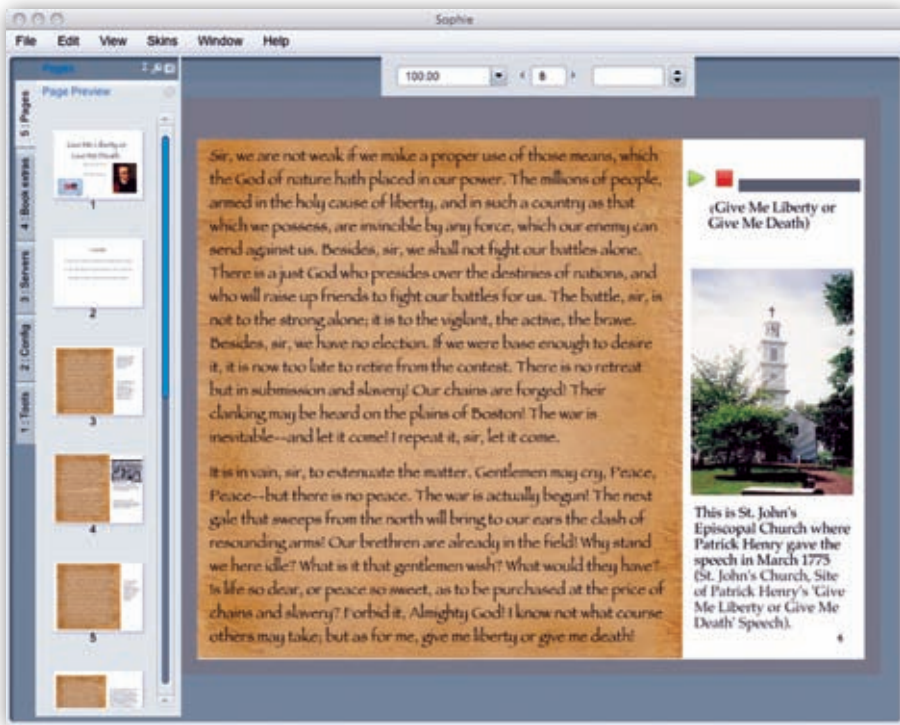 Sophie
File Edit View Skins Window Help
Pages
Page Preview
5 : Pages
4 : Book extras
3 : Servers
2 : Config
1 : Tools
Give Me Liberty or
Give Me Death
1
2
3
4
5
100.00
6
Sir, we are not weak if we make a proper use of those means, which
the God of nature hath placed in our power. The millions of people,
armed in the holy cause of liberty, and in such a country as that
which we possess, are invincible by any force, which our enemy can
send against us. Besides, sir, we shall not fight our battles alone.
There is a just God who presides over the destinies of nations, and
who will raise up friends to fight our battles for us. The battle, sir, is
not to the strong alone; it is to the vigilant, the active, the brave.
Besides, sir, we have no election. If we were base enough to desire
it, it is now too late to retire from the contest. There is no retreat
but in submission and slavery! Our chains are forged! Their
clanking may be heard on the plains of Boston! The war is
inevitable--and let it come! I repeat it, sir, let it come.
It is in vain, sir, to extenuate the matter. Gentlemen may cry, Peace,
Peace--but there is no peace. The war is actually begun! The next
gale that sweeps from the north will bring to our ears the clash of
resounding arms! Our brethren are already in the field! Why stand
we here idle? What is it that gentlemen wish? What would they have?
Is life so dear, or peace so sweet, as to be purchased at the price of
chains and slavery? Forbid it, Almighty God! I know not what course
others may take; but as for me, give me liberty or give me death!
(Give Me Liberty or
Give Me Death)
This is St. John's
Episcopal Church where
Patrick Henry gave the
speech in March 1775
(St. John's Church, Site
of Patrick Henry's 'Give
Me Liberty or Give Me
Death' Speech).
6